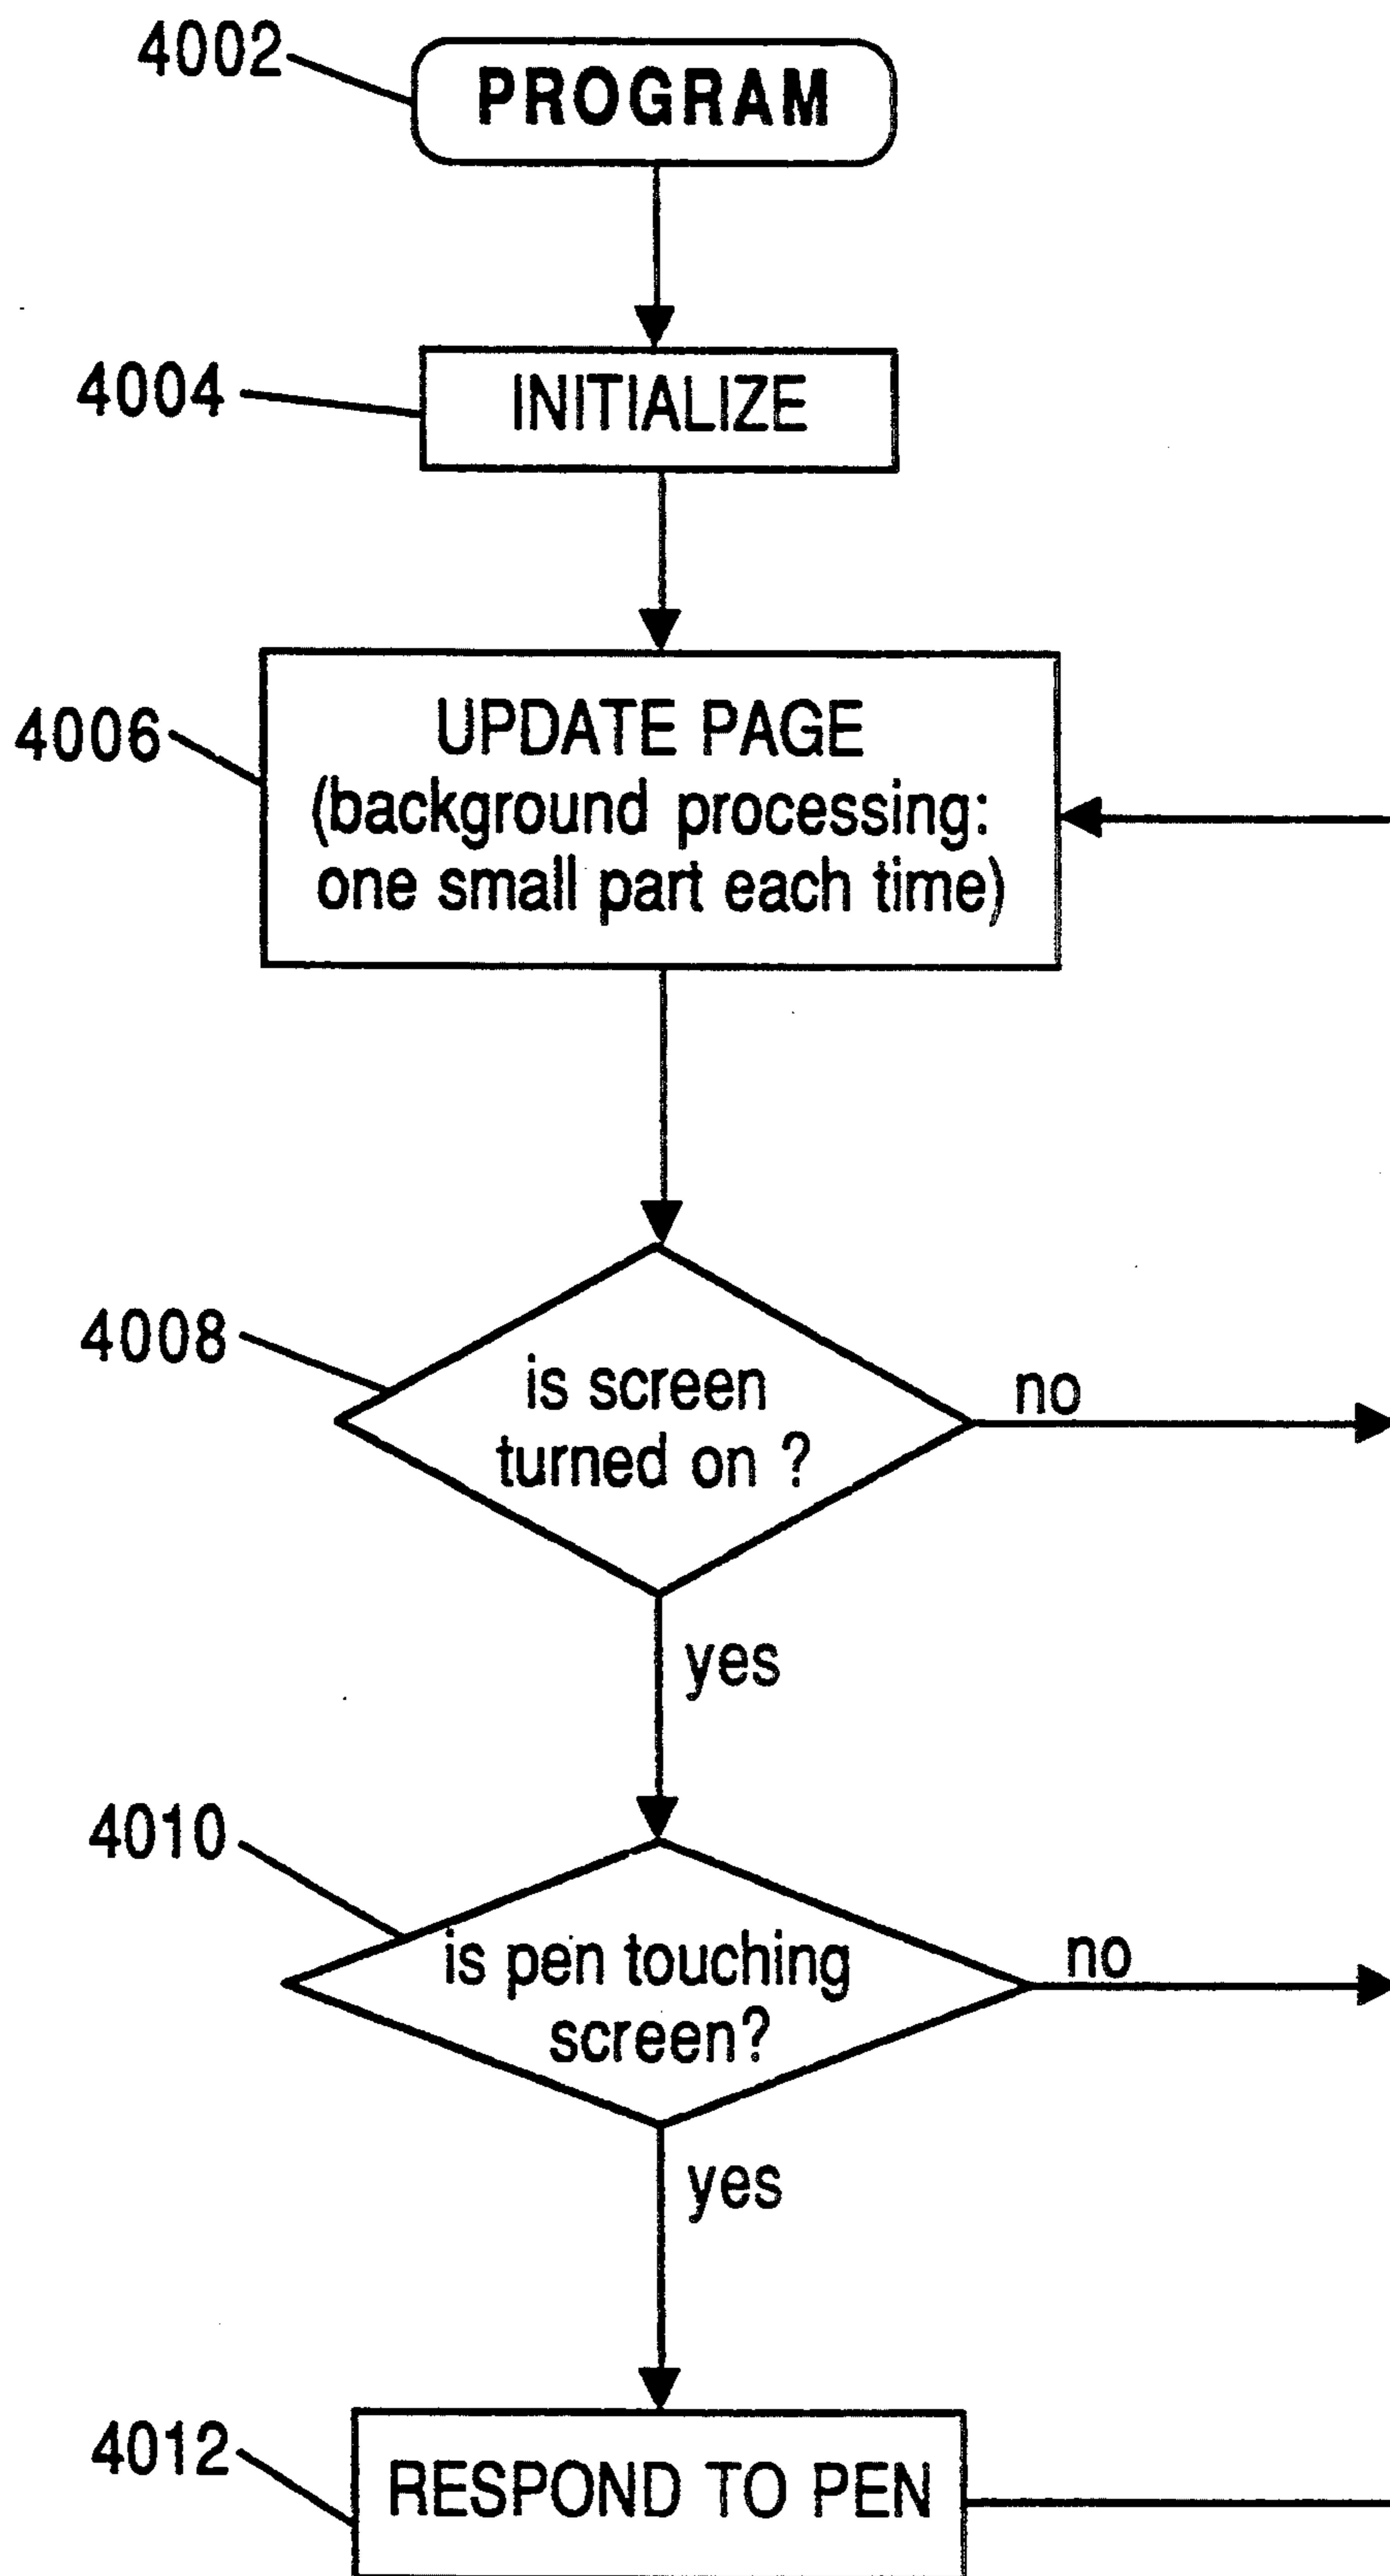 4002
PROGRAM
4004
INITIALIZE
4006
UPDATE PAGE
(background processing:
one small part each time)
4008
is screen
turned on ?
no
yes
4010
is pen touching
screen?
no
yes
4012
RESPOND TO PEN